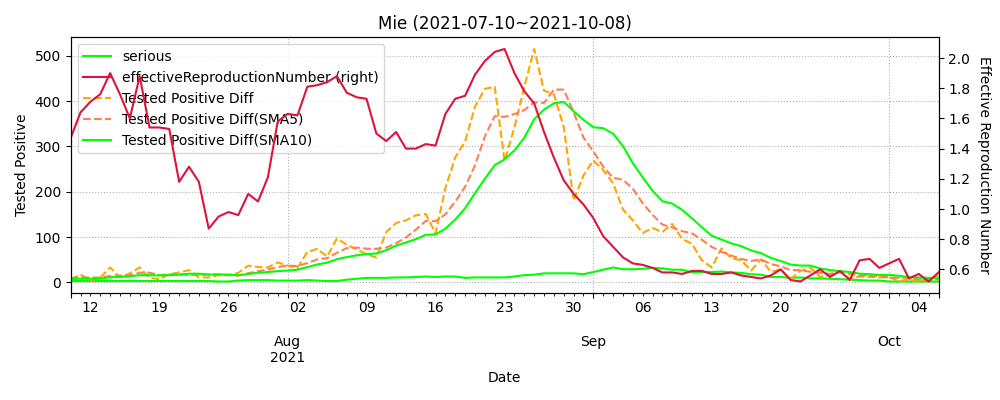 Mie (2021-07-10~2021-10-08)
serious
effectiveReproductionNumber (right)
Tested Positive Diff
Tested Positive Diff(SMA5)
Tested Positive Diff(SMA10)
Tested Positive
500
400
300
200
100
0
2.0
1.8
1.6
1.4
1.2
1.0
0.8
0.6
Effective Reproduction Number
12 19 26 02 09 16 23 30 06 13 20 27 04
Aug Sep Oct
2021
Date